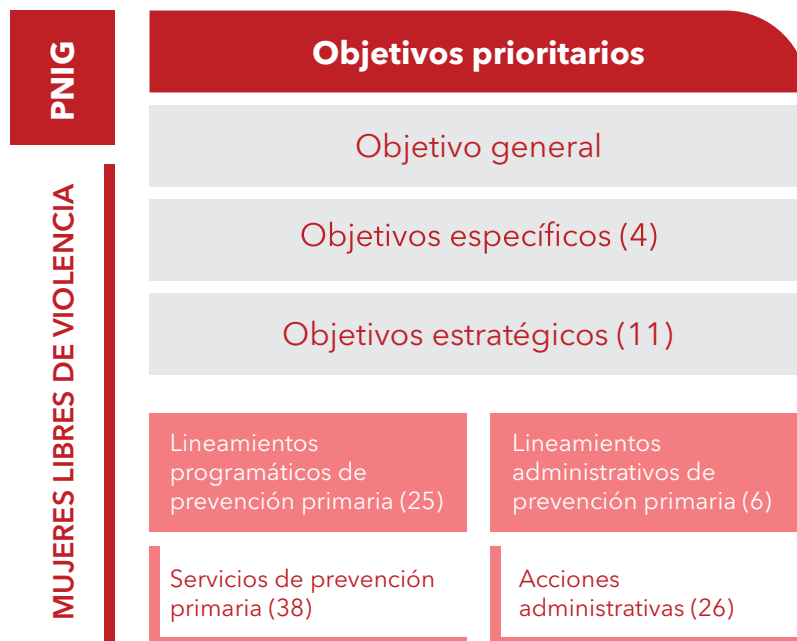 PNIG
MUJERES LIBRES DE VIOLENCIA
Objetivos prioritarios
Objetivo general
Objetivos específicos (4)
Objetivos estratégicos (11)
Lineamientos
programáticos de
prevención primaria (25)
Lineamientos
administrativos de
prevención primaria (6)
Servicios de prevención
primaria (38)
Acciones
administrativas (26)